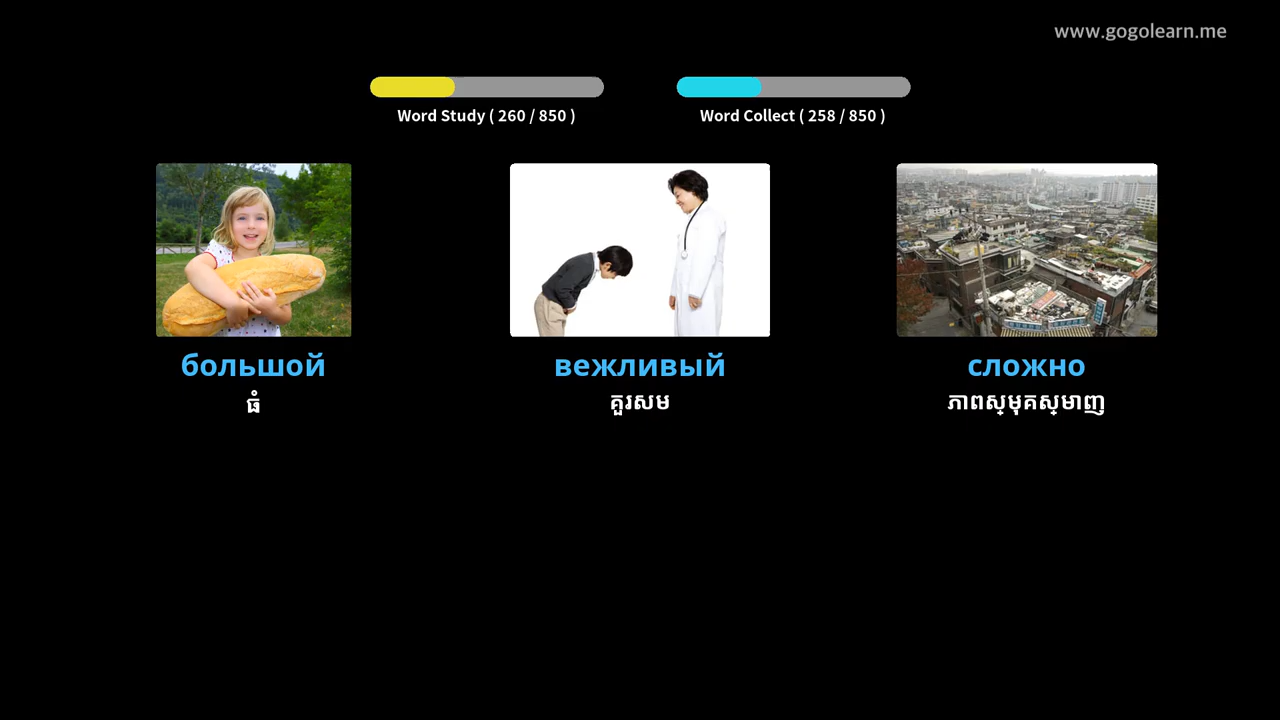 www.gogolearn.me
Word Study ( 260 / 850 )
Word Collect ( 258 / 850 )
большой
вежливый
сложно
ធំ
គួរសម
ភាពស្មុគស្មាញ